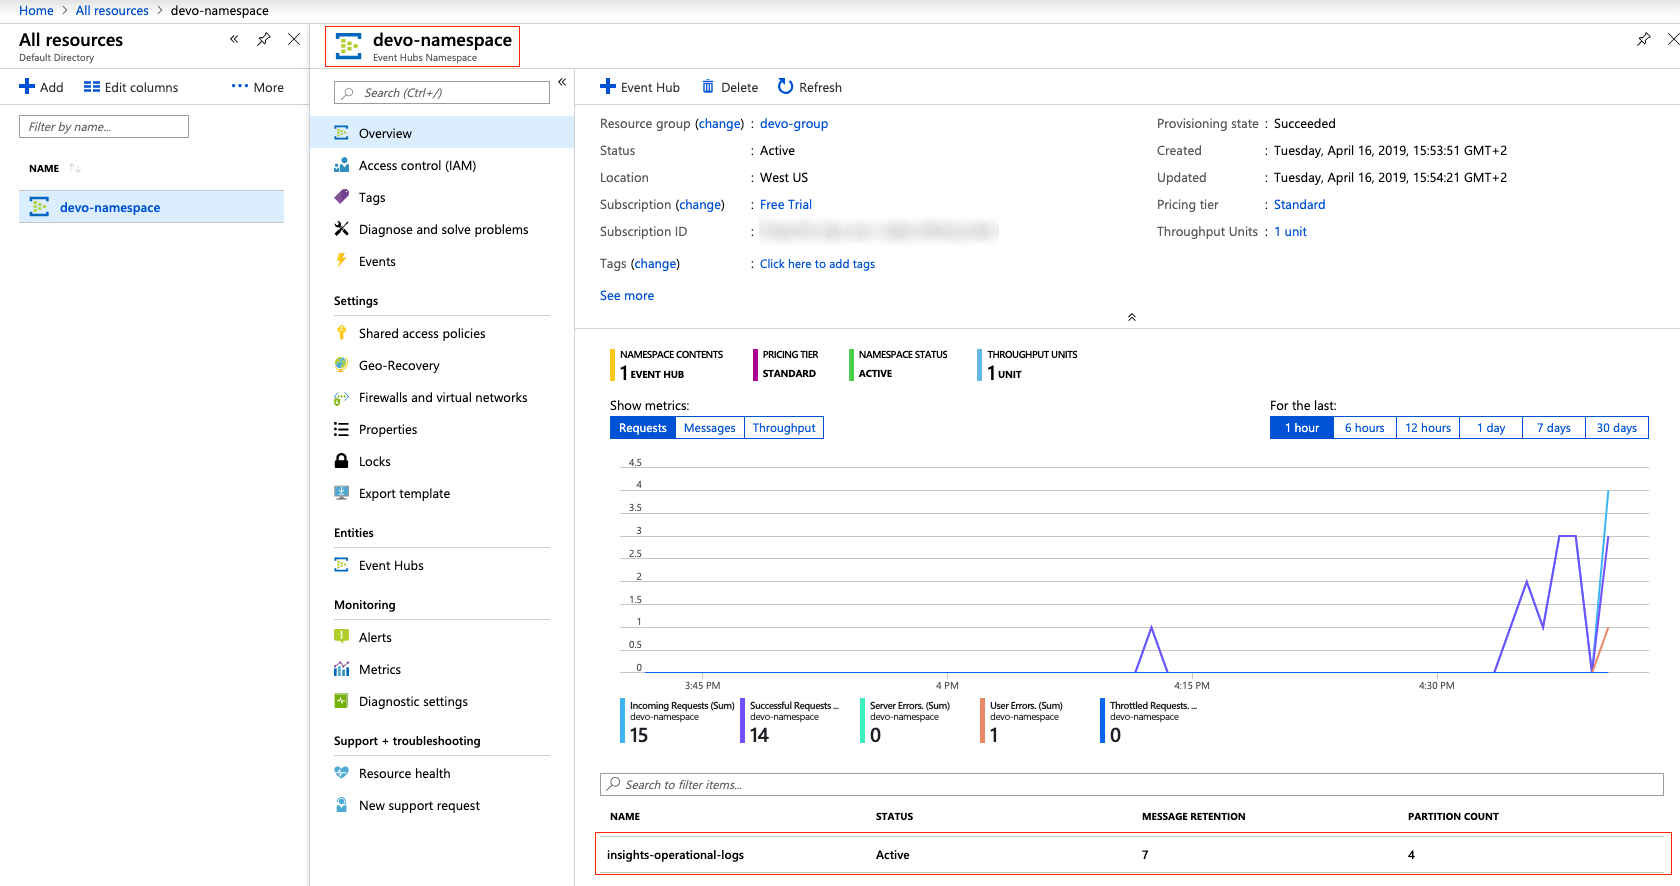 Home > All resources > devo-namespace
All resources
Default Directory
Add
Edit columns
More
Filter by name...
NAME
devo-namespace
devo-namespace
Event Hubs Namespace
Search (Ctrl+/)
Overview
Access control (IAM)
Tags
Diagnose and solve problems
Events
Settings
Shared access policies
Geo-Recovery
Firewalls and virtual networks
Properties
Locks
Export template
Entities
Event Hubs
Monitoring
Alerts
Metrics
Diagnostic settings
Support + troubleshooting
Resource health
New support request
Event Hub
Delete
Refresh
Resource group (change) : devo-group
Status : Active
Location : West US
Subscription (change) : Free Trial
Subscription ID :
Tags (change) : Click here to add tags
See more
Provisioning state : Succeeded
Created : Tuesday, April 16, 2019, 15:53:51 GMT+2
Updated : Tuesday, April 16, 2019, 15:54:21 GMT+2
Pricing tier : Standard
Throughput Units : 1 unit
NAMESPACE CONTENTS
1 EVENT HUB
PRICING TIER
STANDARD
NAMESPACE STATUS
ACTIVE
THROUGHPUT UNITS
1 UNIT
Show metrics:
Requests Messages Throughput
For the last:
1 hour 6 hours 12 hours 1 day 7 days 30 days
4.5
4
3.5
3
2.5
2
1.5
1
0.5
0
3:45 PM 4 PM 4:15 PM 4:30 PM
Incoming Requests (Sum)
devo-namespace
15
Successful Requests ...
devo-namespace
14
Server Errors. (Sum)
devo-namespace
0
User Errors. (Sum)
devo-namespace
1
Throttled Requests. ...
devo-namespace
0
Search to filter items...
NAME STATUS MESSAGE RETENTION PARTITION COUNT
insights-operational-logs Active 7 4